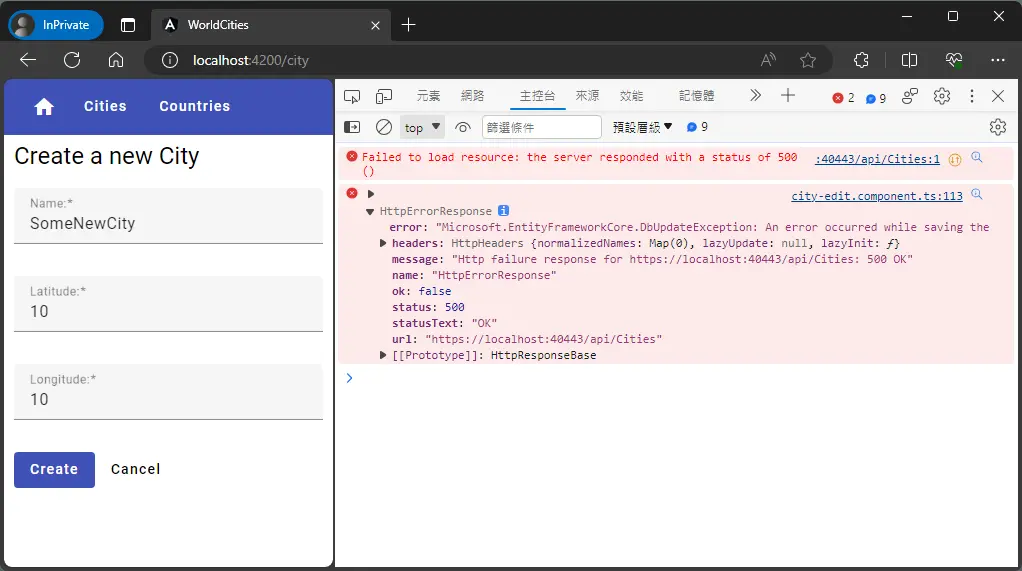 InPrivate
WorldCities
localhost:4200/city
Cities
Countries
Create a new City
Name:*
SomeNewCity
Latitude:*
10
Longitude:*
10
Create
Cancel
元素
網路
主控台
來源
效能
記憶體
2
9
top
篩選條件
預設層級
9
Failed to load resource: the server responded with a status of 500 :40443/api/Cities:1
()
city-edit.component.ts:113
HttpErrorResponse
error: "Microsoft.EntityFrameworkCore.DbUpdateException: An error occurred while saving the
headers: HttpHeaders {normalizedNames: Map(0), lazyUpdate: null, lazyInit: ƒ}
message: "Http failure response for https://localhost:40443/api/Cities: 500 OK"
name: "HttpErrorResponse"
ok: false
status: 500
statusText: "OK"
url: "https://localhost:40443/api/Cities"
[[Prototype]]: HttpResponseBase